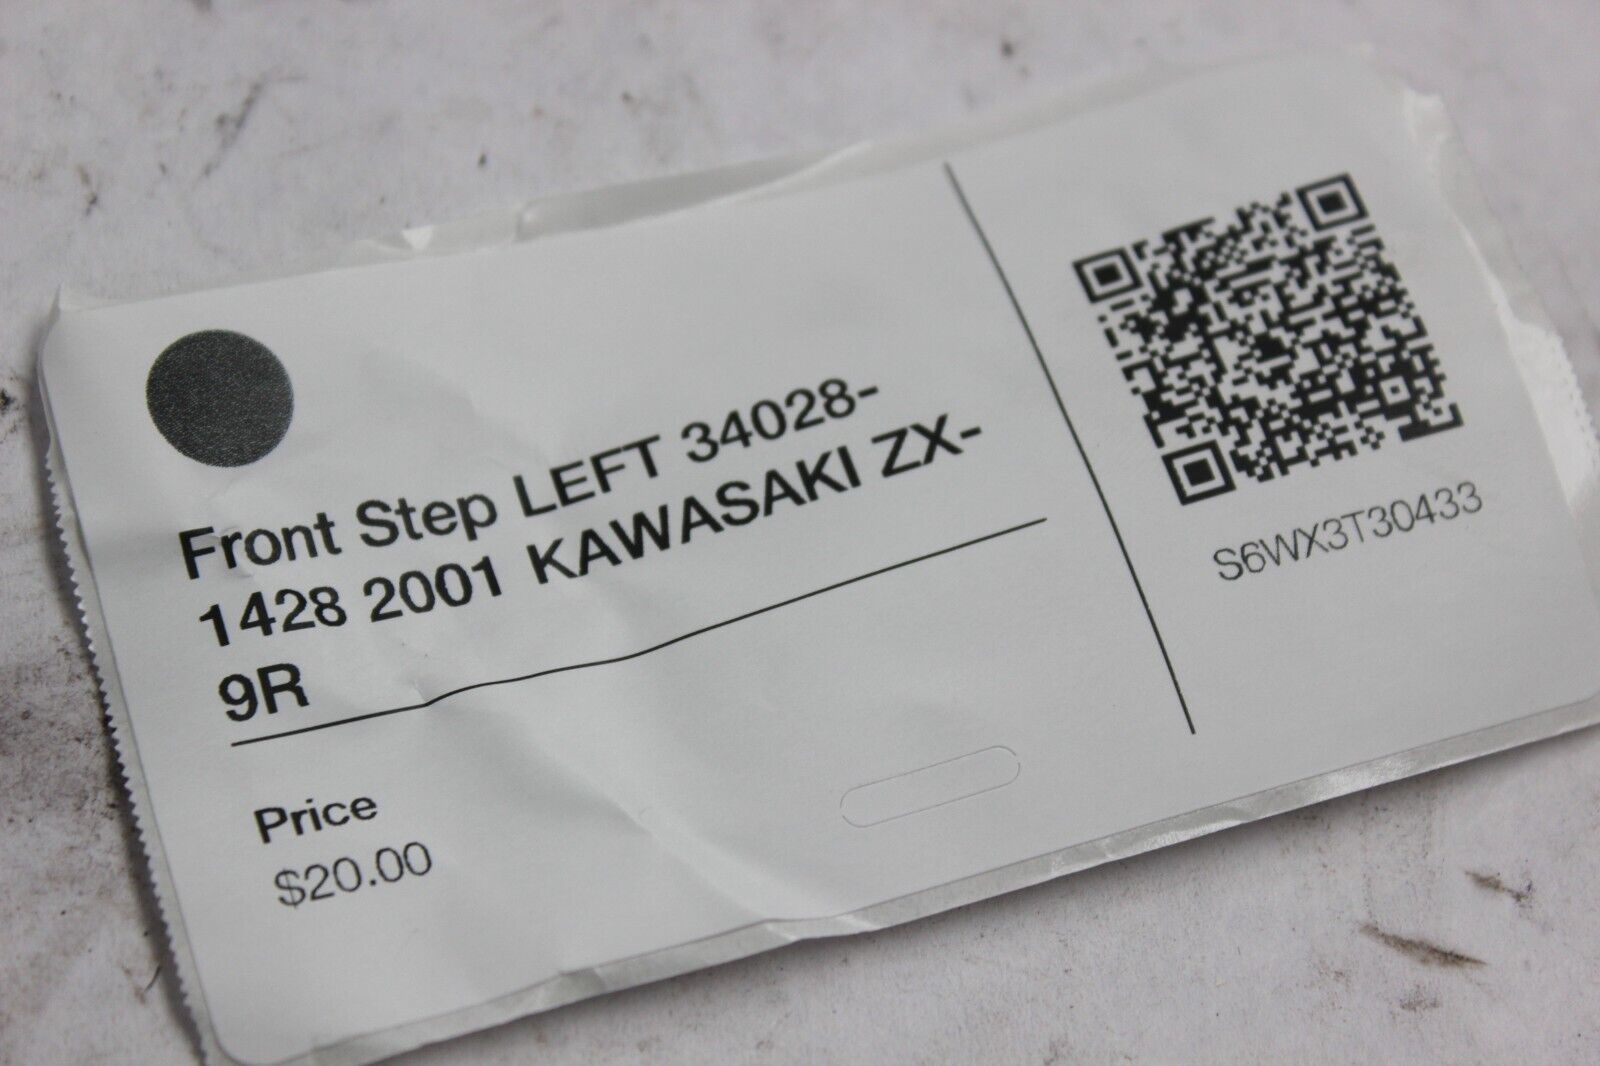 Front Step LEFT 34028-
1428 2001 KAWASAKI ZX-
9R
Price
$20.00
S6WX3T30433